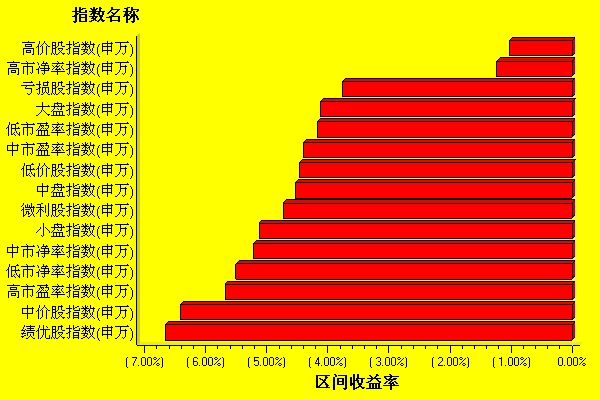 指数名称
高价股指数(申万)
高市净率指数(申万)
亏损股指数(申万)
大盘指数(申万)
低市盈率指数(申万)
中市盈率指数(申万)
低价股指数(申万)
中盘指数(申万)
微利股指数(申万)
小盘指数(申万)
中市净率指数(申万)
低市净率指数(申万)
高市盈率指数(申万)
中价股指数(申万)
绩优股指数(申万)
(7.00%) (6.00%) (5.00%) (4.00%) (3.00%) (2.00%) (1.00%) 0.00%
区间收益率